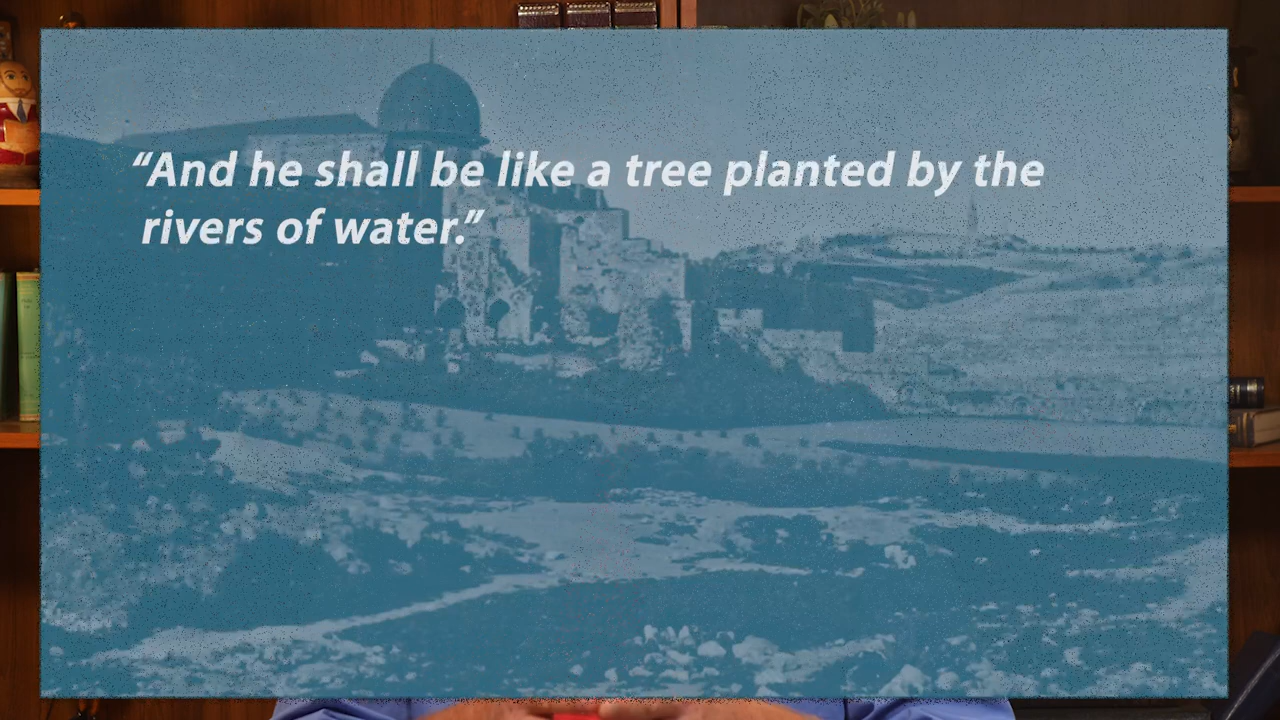 “And he shall be like a tree planted by the
rivers of water.”